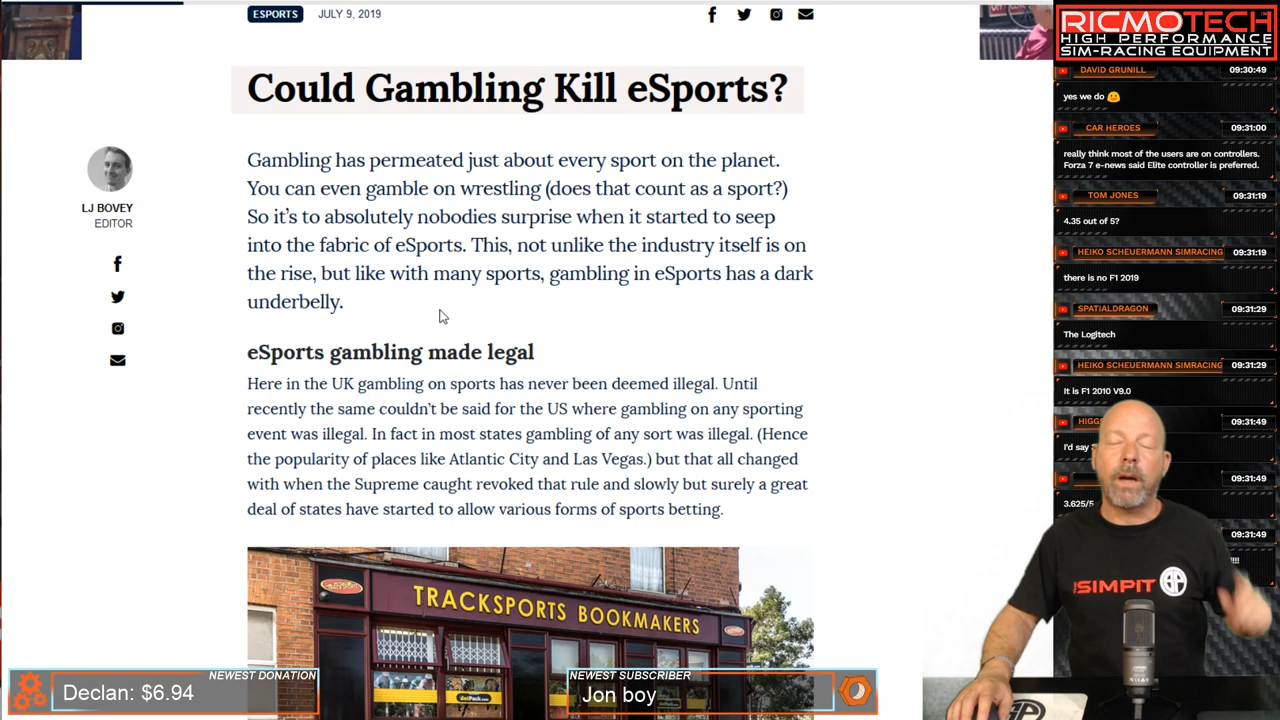 ESPORTS
JULY 9, 2019
Could Gambling Kill eSports?
LJ BOVEY
EDITOR
Gambling has permeated just about every sport on the planet.
You can even gamble on wrestling (does that count as a sport?)
So it's to absolutely nobodies surprise when it started to seep
into the fabric of eSports. This, not unlike the industry itself is on
the rise, but like with many sports, gambling in eSports has a dark
underbelly.
eSports gambling made legal
Here in the UK gambling on sports has never been deemed illegal. Until
recently the same couldn't be said for the US where gambling on any sporting
event was illegal. In fact in most states gambling of any sort was illegal. (Hence
the popularity of places like Atlantic City and Las Vegas.) but that all changed
with when the Supreme caught revoked that rule and slowly but surely a great
deal of states have started to allow various forms of sports betting.
TRACKSPORTS BOOKMAKERS
RICMOTECH
HIGH PERFORMANCE
SIM-RACING EQUIPMENT
DAVID GRUNILL 09:30:49
yes we do
CAR HEROES 09:31:00
really think most of the users are on controllers.
Forza 7 e-news said Elite controller is preferred.
TOM JONES 09:31:19
4.35 out of 5?
HEIKO SCHEUERMANN SIMRACING 09:31:19
there is no F1 2019
SPATIALDRAGON 09:31:29
The Logitech
HEIKO SCHEUERMANN SIMRACING 09:31:29
It is F1 2010 V9.0
HIGG 09:31:49
I'd say
09:31:49
3.625/5
09:31:49
!!!!
SIMPIT
NEWEST DONATION
Declan: $6.94
NEWEST SUBSCRIBER
Jon boy